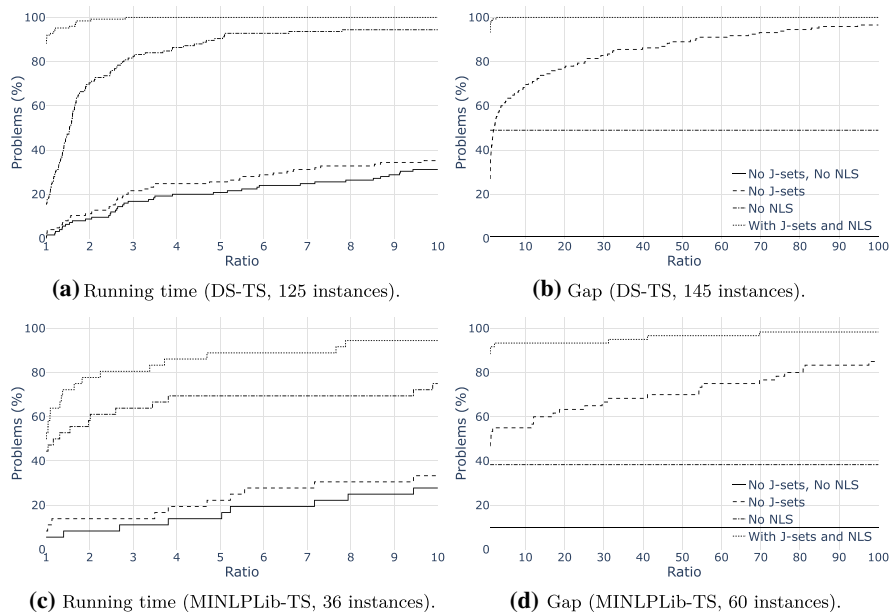 100
80
60
40
20
0
Problems (%)
1 2 3 4 5 6 7 8 9 10
Ratio
(a) Running time (DS-TS, 125 instances).
100
80
60
40
20
0
Problems (%)
No J-sets, No NLS
No J-sets
No NLS
With J-sets and NLS
10 20 30 40 50 60 70 80 90 100
Ratio
(b) Gap (DS-TS, 145 instances).
100
80
60
40
20
0
Problems (%)
1 2 3 4 5 6 7 8 9 10
Ratio
(c) Running time (MINLPLib-TS, 36 instances).
100
80
60
40
20
0
Problems (%)
No J-sets, No NLS
No J-sets
No NLS
With J-sets and NLS
10 20 30 40 50 60 70 80 90 100
Ratio
(d) Gap (MINLPLib-TS, 60 instances).